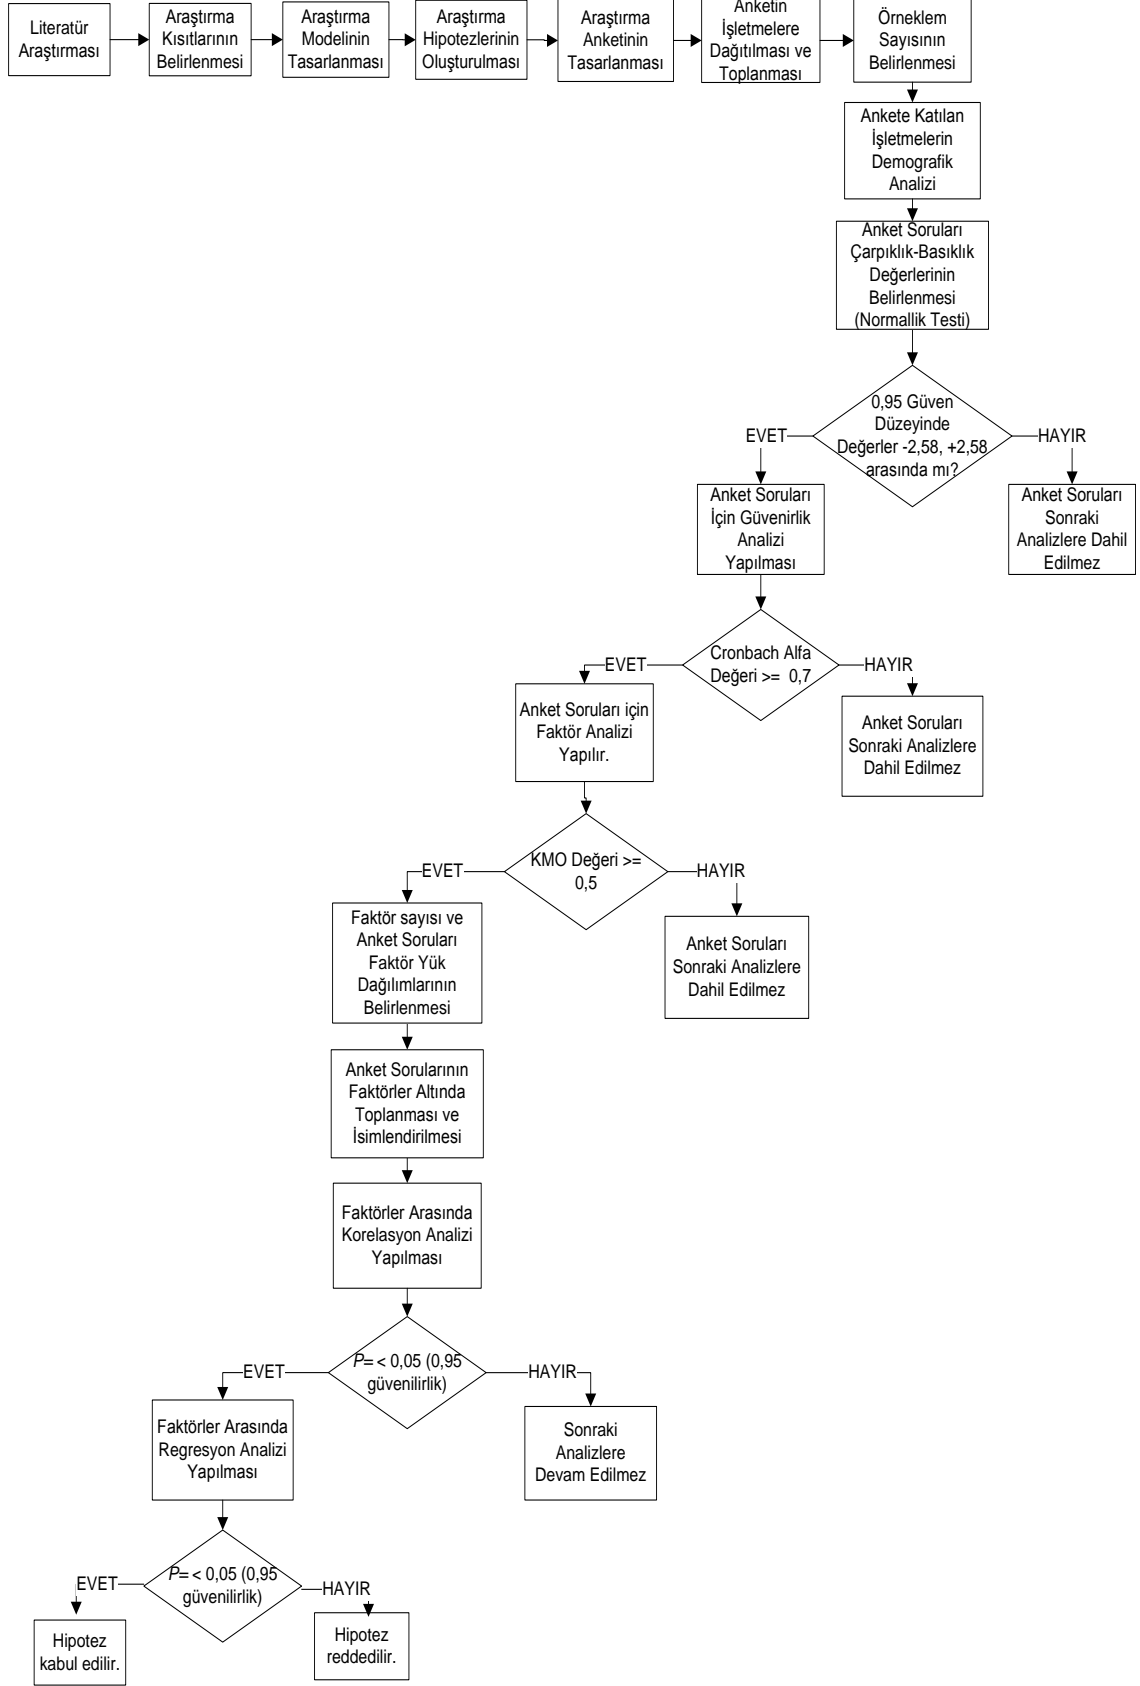 Literatür
Araştırması
Araştırma
Kısıtlarının
Belirlenmesi
Araştırma
Modelinin
Tasarlanması
Araştırma
Hipotezlerinin
Oluşturulması
Araştırma
Anketinin
Tasarlanması
Anketin
İşletmelere
Dağıtılması ve
Toplanması
Örneklem
Sayısının
Belirlenmesi
Ankete Katılan
İşletmelerin
Demografik
Analizi
Anket Soruları
Çarpıklık-Basıklık
Değerlerinin
Belirlenmesi
(Normallik Testi)
0,95 Güven
Düzeyinde
Değerler -2,58, +2,58
arasında mı?
EVET
HAYIR
Anket Soruları
İçin Güvenirlik
Analizi
Yapılması
Anket Soruları
Sonraki
Analizlere Dahil
Edilmez
Cronbach Alfa
Değeri >= 0,7
EVET
HAYIR
Anket Soruları için
Faktör Analizi
Yapılır.
Anket Soruları
Sonraki Analizlere
Dahil Edilmez
KMO Değeri >=
0,5
EVET
HAYIR
Faktör sayısı ve
Anket Soruları
Faktör Yük
Dağılımlarının
Belirlenmesi
Anket Soruları
Sonraki Analizlere
Dahil Edilmez
Anket Sorularının
Faktörler Altında
Toplanması ve
İsimlendirilmesi
Faktörler Arasında
Korelasyon Analizi
Yapılması
P= < 0,05 (0,95
güvenilirlik)
EVET
HAYIR
Faktörler Arasında
Regresyon Analizi
Yapılması
Sonraki
Analizlere
Devam Edilmez
P= < 0,05 (0,95
güvenilirlik)
EVET
HAYIR
Hipotez
kabul edilir.
Hipotez
reddedilir.